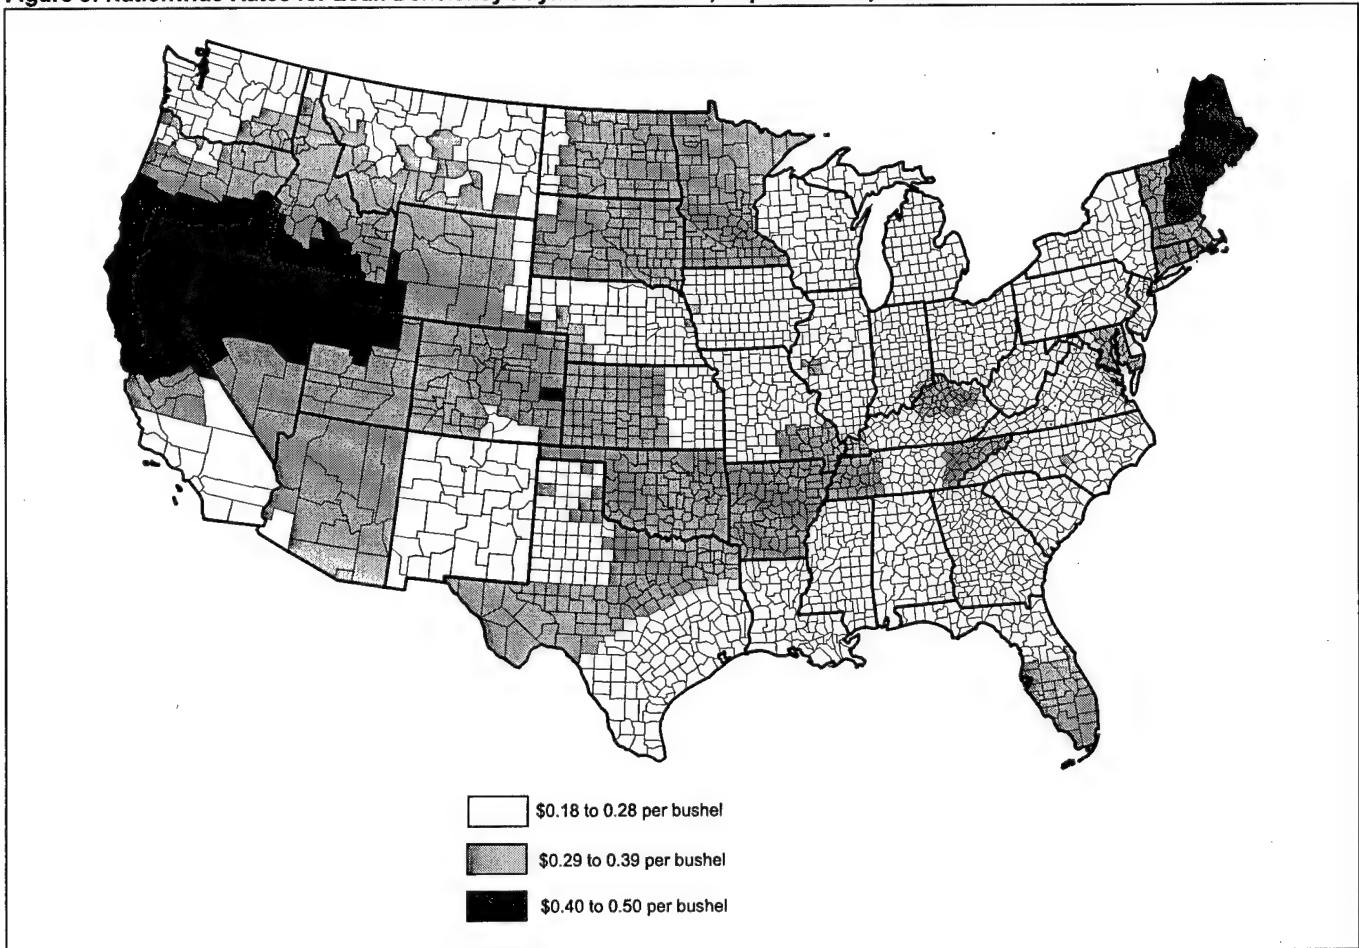 $0.18 to 0.28 per bushel
$0.29 to 0.39 per bushel
$0.40 to 0.50 per bushel